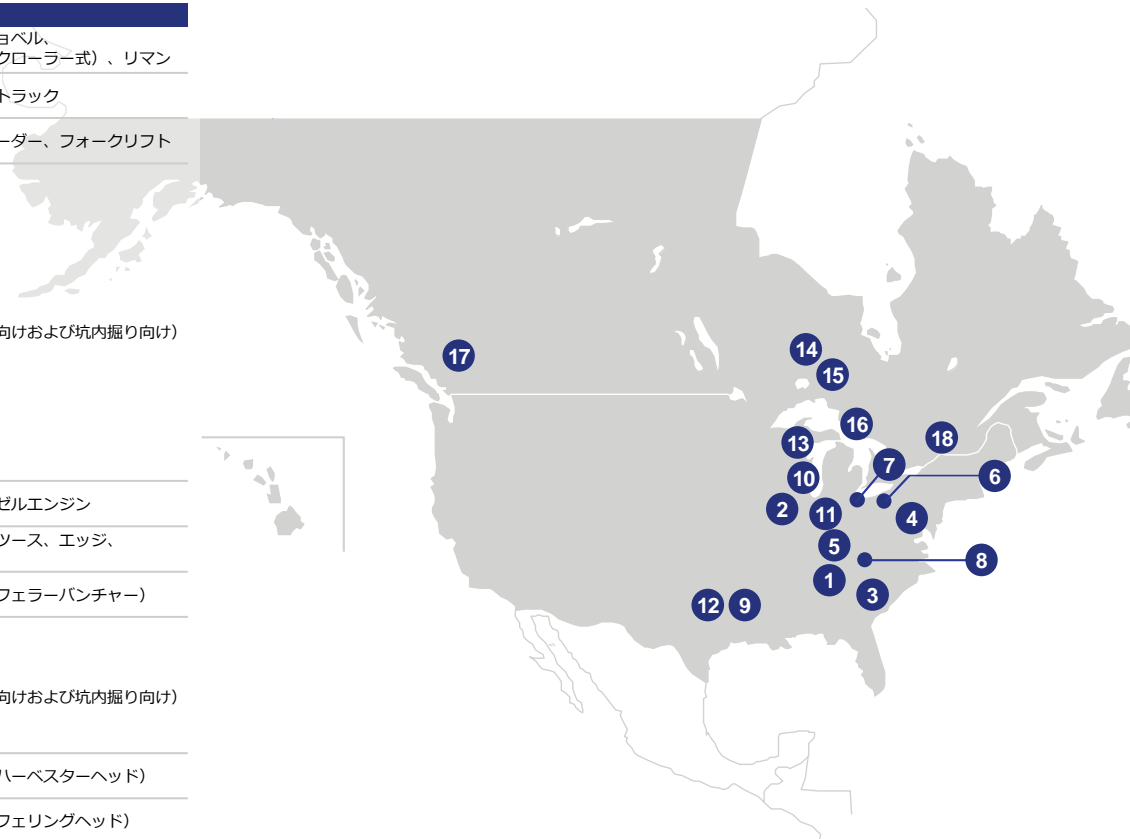 ョベル、
クローラー式）、リマン
トラック
ーダー、フォークリフト
向けおよび坑内掘り向け）
ゼルエンジン
ツース、エッジ、
フェラーバンチャー）
向けおよび坑内掘り向け）
ハーベスターヘッド）
フェリングヘッド）
17
14
15
16
18
13
7
6
10
2
11
4
5
8
1
3
12
9